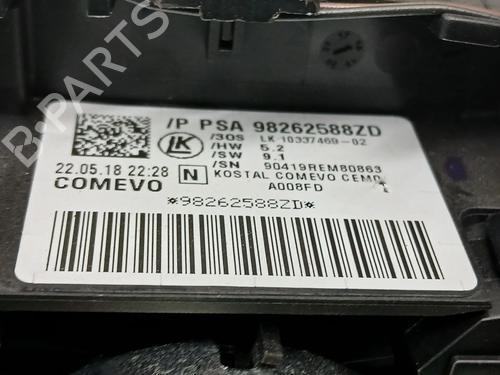 /P PSA 98262588ZD
/30S LK 10337469-02
/HW 5.2
/SW 9.1
/SN 90419REM80863
LK
22.05.18 22:28 N KOSTAL COMEVO CEMR
COMEVO A008FD
*98262588ZD*
B-PARTS